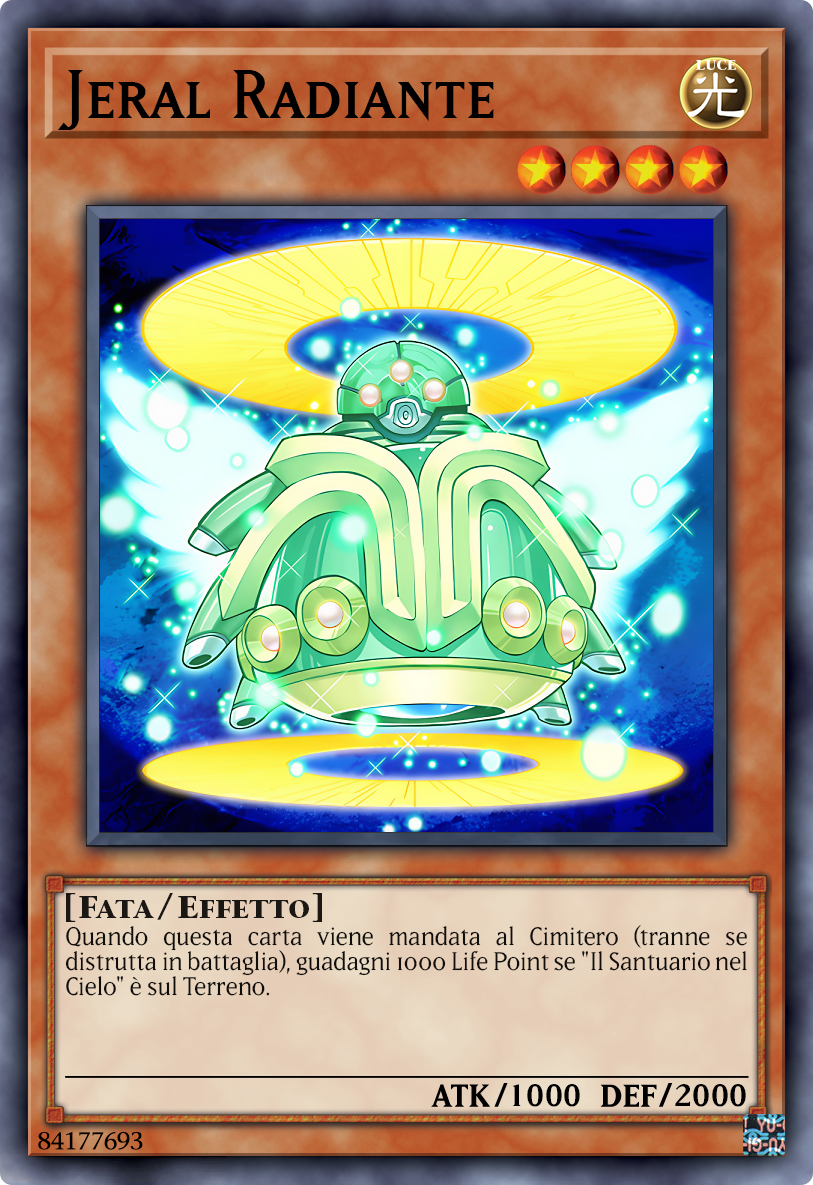 Jeral Radiante
LUCE
光
[Fata/Effetto]
Quando questa carta viene mandata al Cimitero (tranne se
distrutta in battaglia), guadagni 1000 Life Point se "Il Santuario nel
Cielo" è sul Terreno.
ATK/1000 DEF/2000
84177693